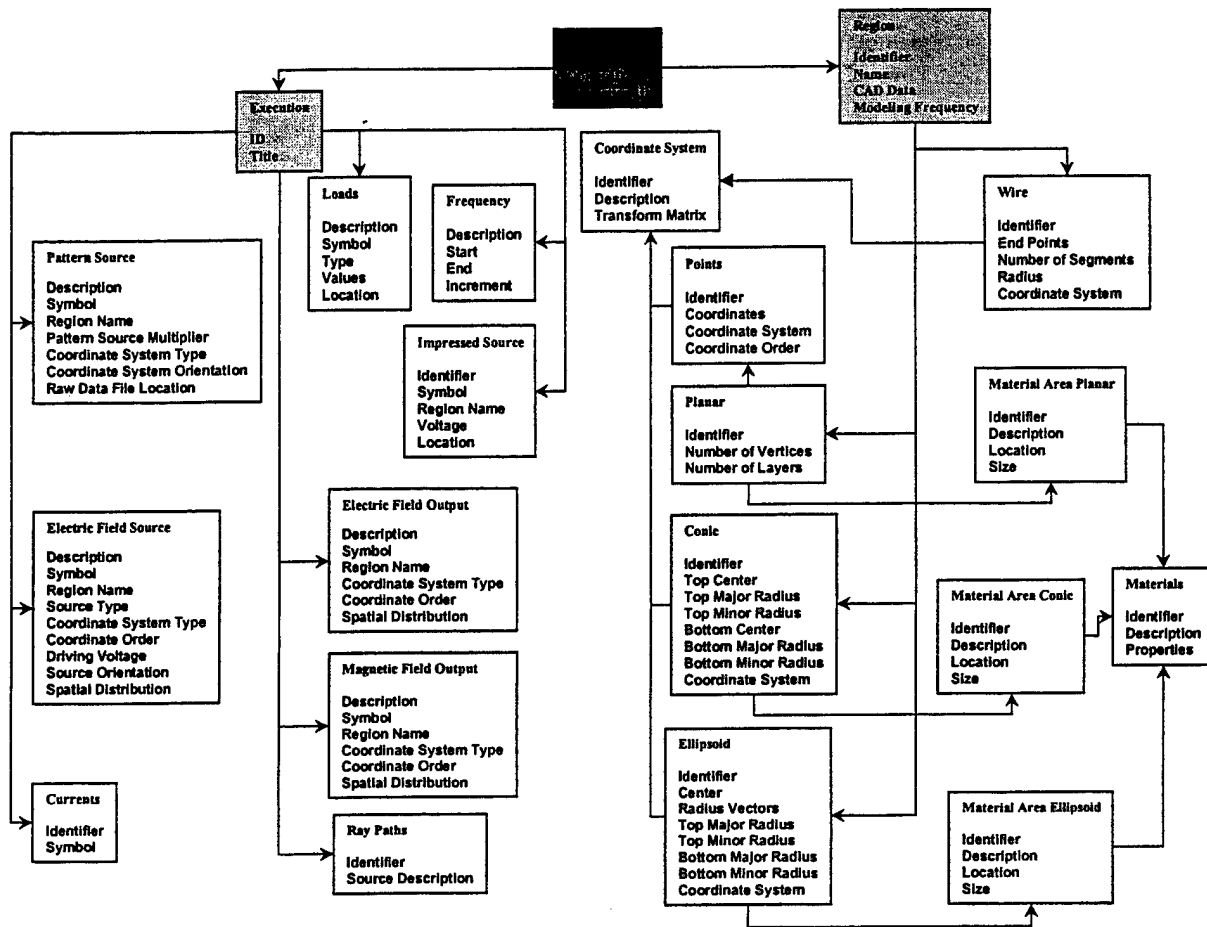 Region
Identifier
Name
CAD Data
Modeling Frequency
Execution
ID
Title
Coordinate System
Identifier
Description
Transform Matrix
Wire
Identifier
End Points
Number of Segments
Radius
Coordinate System
Loads
Description
Symbol
Type
Values
Location
Frequency
Description
Start
End
Increment
Pattern Source
Description
Symbol
Region Name
Pattern Source Multiplier
Coordinate System Type
Coordinate System Orientation
Raw Data File Location
Points
Identifier
Coordinates
Coordinate System
Coordinate Order
Impressed Source
Identifier
Symbol
Region Name
Voltage
Location
Planar
Identifier
Number of Vertices
Number of Layers
Material Area Planar
Identifier
Description
Location
Size
Electric Field Source
Description
Symbol
Region Name
Source Type
Coordinate System Type
Coordinate Order
Driving Voltage
Source Orientation
Spatial Distribution
Electric Field Output
Description
Symbol
Region Name
Coordinate System Type
Coordinate Order
Spatial Distribution
Conic
Identifier
Top Center
Top Major Radius
Top Minor Radius
Bottom Center
Bottom Major Radius
Bottom Minor Radius
Coordinate System
Material Area Conic
Identifier
Description
Location
Size
Materials
Identifier
Description
Properties
Magnetic Field Output
Description
Symbol
Region Name
Coordinate System Type
Coordinate Order
Spatial Distribution
Ellipsoid
Identifier
Center
Radius Vectors
Top Major Radius
Top Minor Radius
Bottom Major Radius
Bottom Minor Radius
Coordinate System
Material Area Ellipsoid
Identifier
Description
Location
Size
Currents
Identifier
Symbol
Ray Paths
Identifier
Source Description